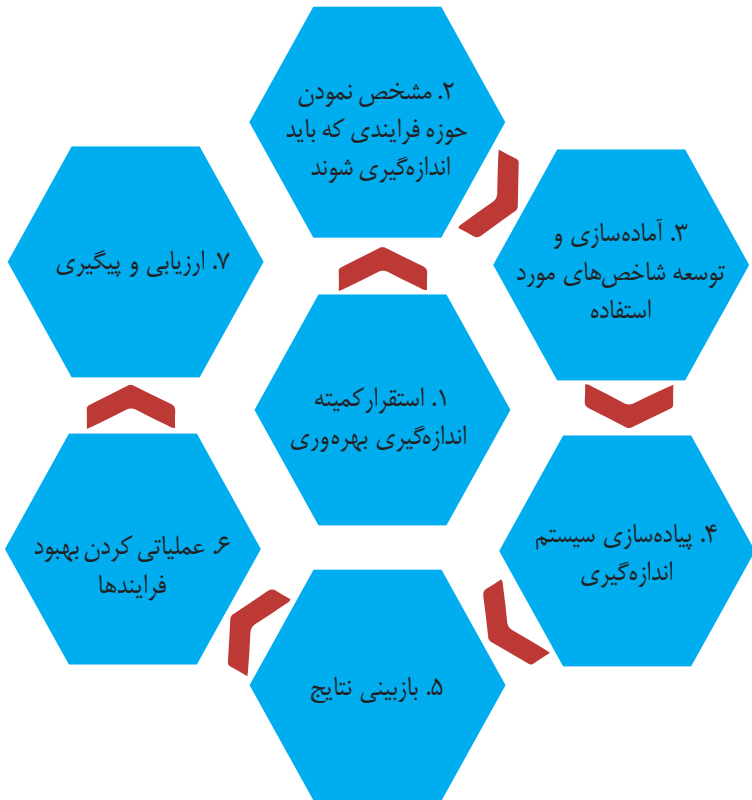 ۱. استقرار کمیته
اندازه‌گیری بهره‌وری
۲. مشخص نمودن
حوزه فرایندی که باید
اندازه‌گیری شوند
۳. آماده‌سازی و
توسعه شاخص‌های مورد
استفاده
۴. پیاده‌سازی سیستم
اندازه‌گیری
۵. بازبینی نتایج
۶. عملیاتی کردن بهبود
فرایندها
۷. ارزیابی و پیگیری